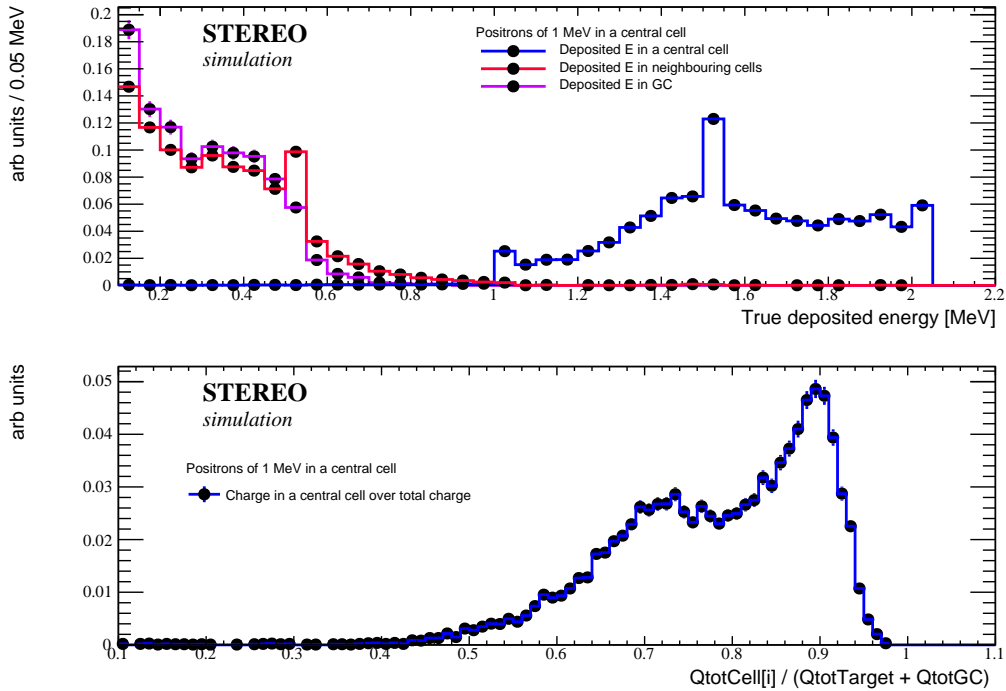 0.2
0.18
0.16
0.14
0.12
0.1
0.08
0.06
0.04
0.02
0
arb units / 0.05 MeV
STEREO
simulation
Positrons of 1 MeV in a central cell
Deposited E in a central cell
Deposited E in neighbouring cells
Deposited E in GC
0.2 0.4 0.6 0.8 1 1.2 1.4 1.6 1.8 2 2.2
True deposited energy [MeV]
0.05
0.04
0.03
0.02
0.01
0
arb units
STEREO
simulation
Positrons of 1 MeV in a central cell
Charge in a central cell over total charge
0.1 0.2 0.3 0.4 0.5 0.6 0.7 0.8 0.9 1 1.1
QtotCell[i] / (QtotTarget + QtotGC)